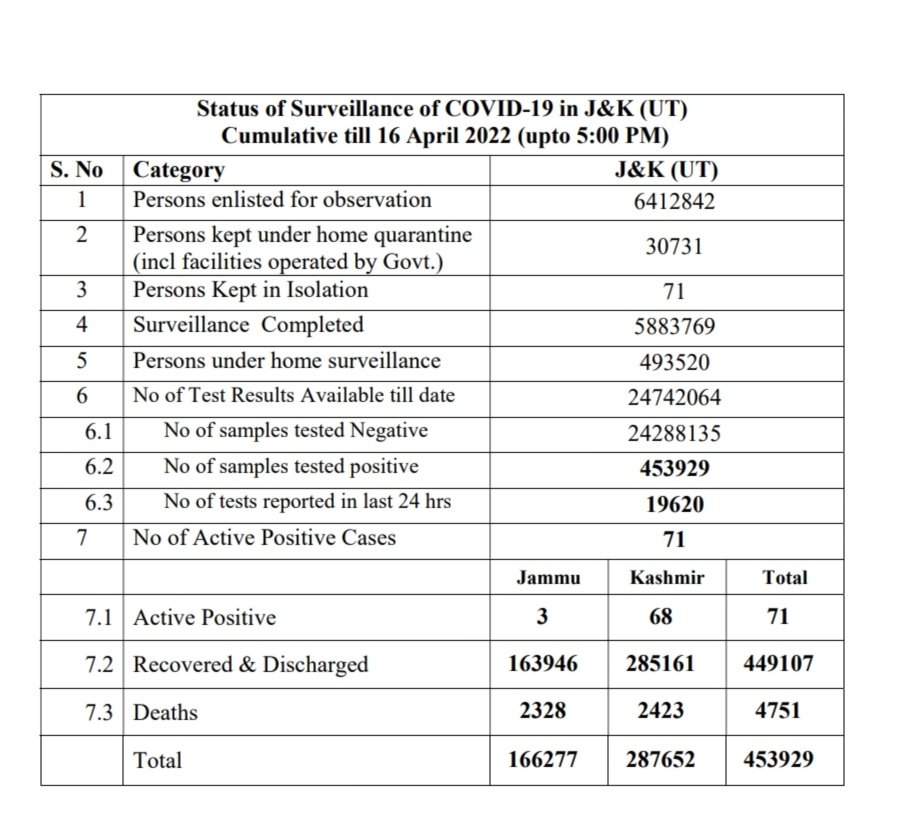 Status of Surveillance of COVID-19 in J&K (UT)
Cumulative till 16 April 2022 (upto 5:00 PM)
S. No Category J&K (UT)
1 Persons enlisted for observation 6412842
2 Persons kept under home quarantine
(incl facilities operated by Govt.) 30731
3 Persons Kept in Isolation 71
4 Surveillance Completed 5883769
5 Persons under home surveillance 493520
6 No of Test Results Available till date 24742064
6.1 No of samples tested Negative 24288135
6.2 No of samples tested positive 453929
6.3 No of tests reported in last 24 hrs 19620
7 No of Active Positive Cases 71
Jammu Kashmir Total
7.1 Active Positive 3 68 71
7.2 Recovered & Discharged 163946 285161 449107
7.3 Deaths 2328 2423 4751
Total 166277 287652 453929